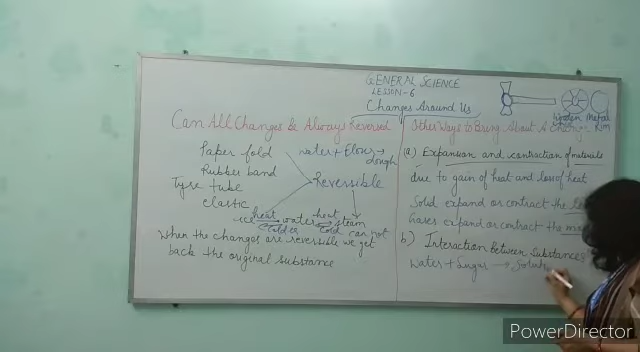 GENERAL SCIENCE
LESSON-6
Changes Around Us
Can All Changes Be Always Reversed
Paper fold
water + flour → dough
Rubber band
Tyre tube
Reversible
elastic
ice heat water heat steam
cold cold can not
When the changes are reversible we get
back the original substance
Wooden Metal
Rim
Other Ways to Bring About A Change
(a) Expansion and contraction of materials
due to gain of heat and loss of heat
Solid expand or contract the
Gases expand or contract the
b) Interaction Between Substances
Water + Sugar →
PowerDirector